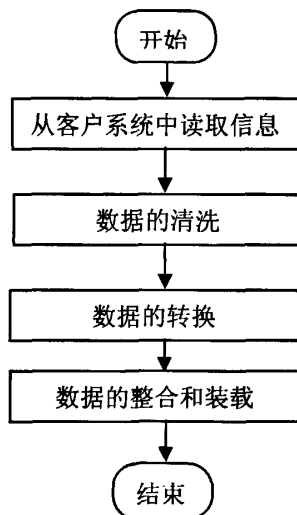 开始
从客户系统中读取信息
数据的清洗
数据的转换
数据的整合和装载
结束